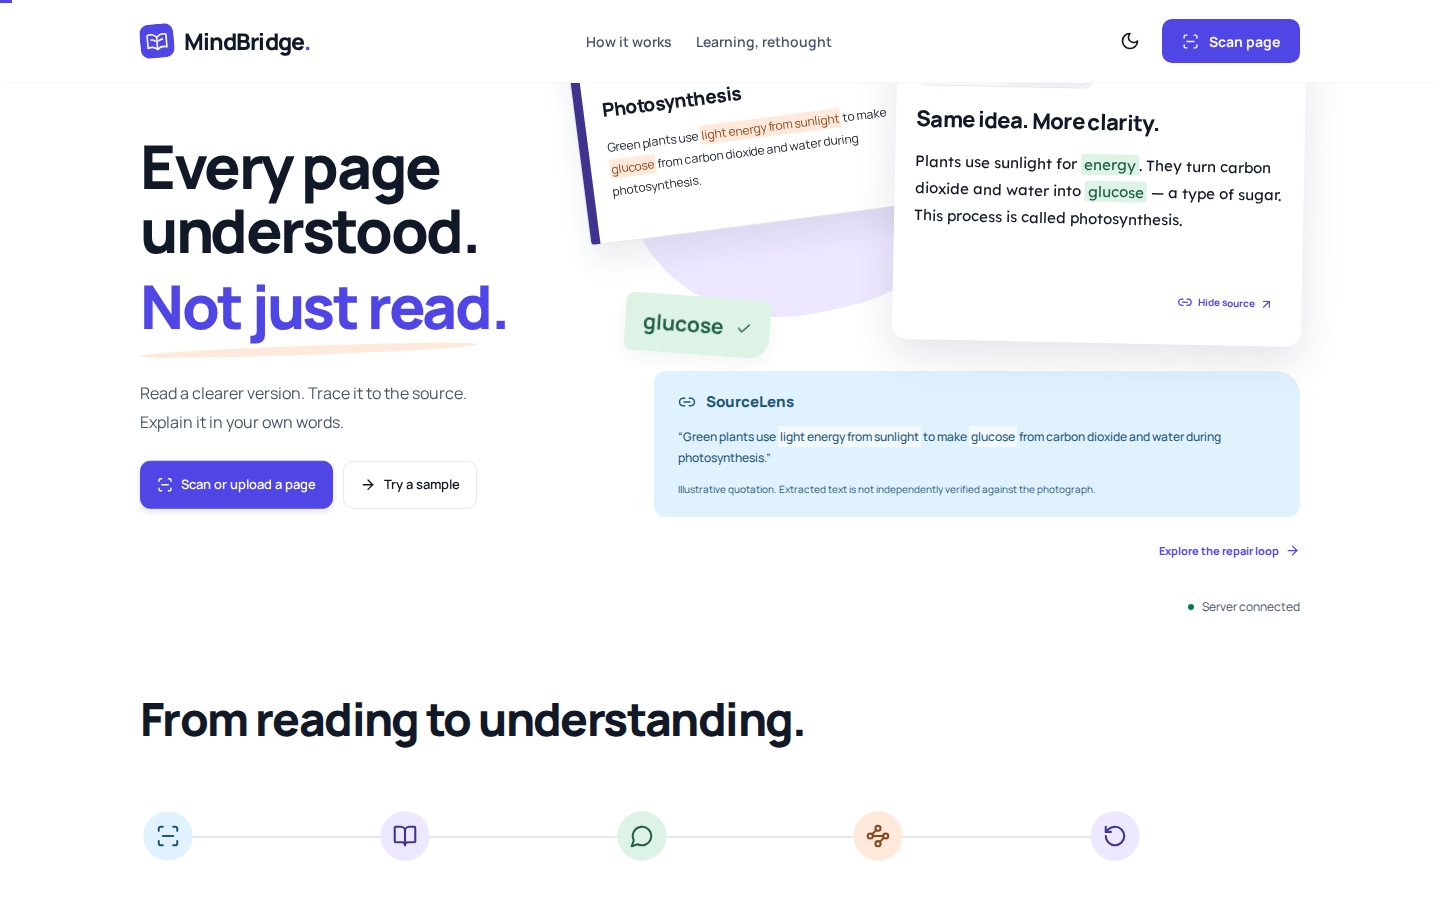 MindBridge.
How it works
Learning, rethought
Scan page
Every page
understood.
Not just read.
Read a clearer version. Trace it to the source.
Explain it in your own words.
Scan or upload a page
Try a sample
Photosynthesis
Green plants use light energy from sunlight to make
glucose from carbon dioxide and water during
photosynthesis.
Same idea. More clarity.
Plants use sunlight for energy. They turn carbon
dioxide and water into glucose — a type of sugar.
This process is called photosynthesis.
Hide source
glucose
SourceLens
“Green plants use light energy from sunlight to make glucose from carbon dioxide and water during
photosynthesis.”
Illustrative quotation. Extracted text is not independently verified against the photograph.
Explore the repair loop
Server connected
From reading to understanding.